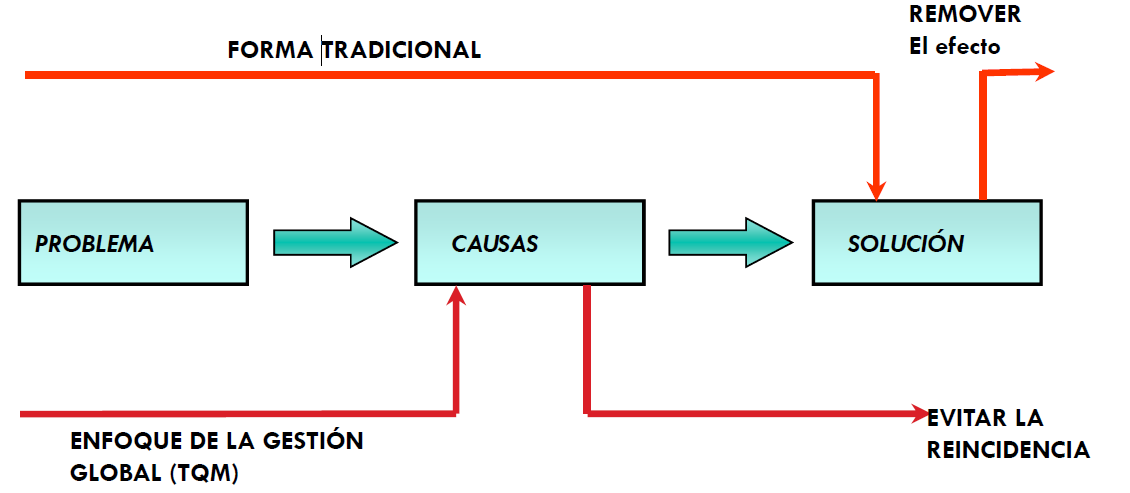 REMOVER
El efecto
FORMA TRADICIONAL
PROBLEMA
CAUSAS
SOLUCIÓN
ENFOQUE DE LA GESTIÓN
GLOBAL (TQM)
EVITAR LA
REINCIDENCIA